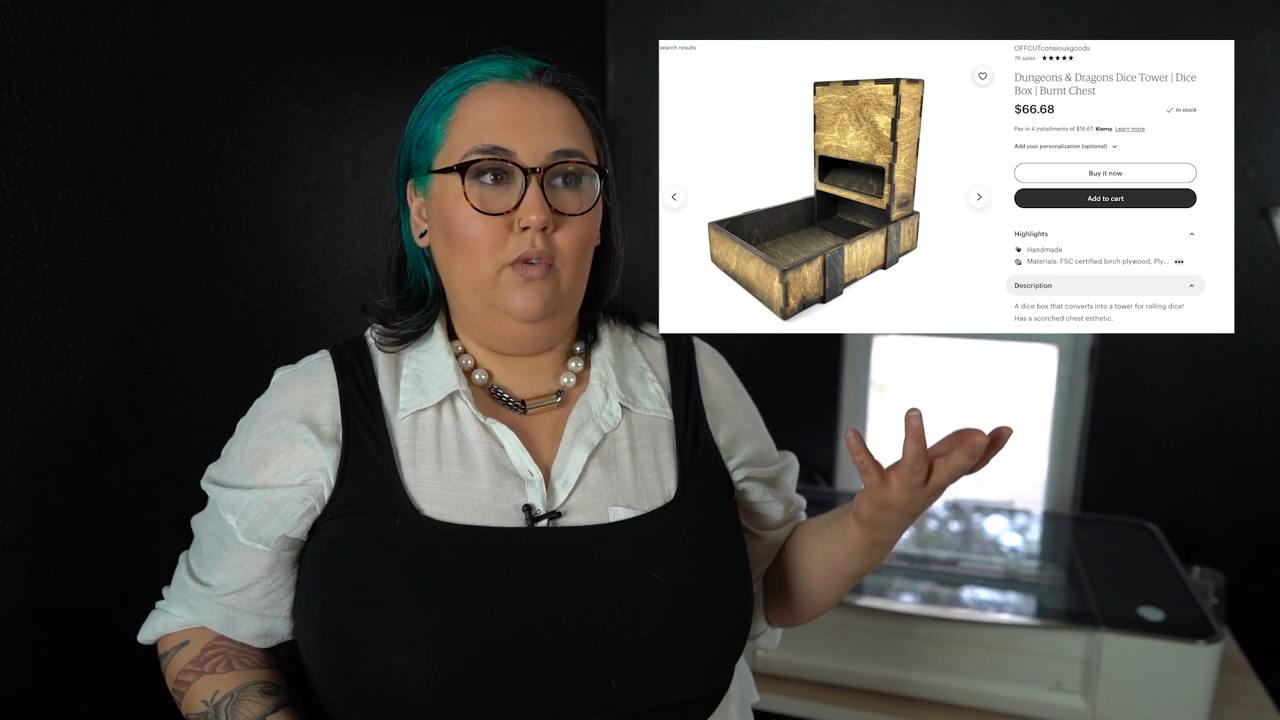 search results
OFFCUTconsiousgoods
76 sales ★★★★★
Dungeons & Dragons Dice Tower | Dice
Box | Burnt Chest
$66.68
In stock
Pay in 4 installments of $16.67. Klarna. Learn more
Add your personalization (optional)
Buy it now
Add to cart
Highlights
Handmade
Materials: FSC certified birch plywood, Ply...
Description
A dice box that converts into a tower for rolling dice!
Has a scorched chest esthetic.